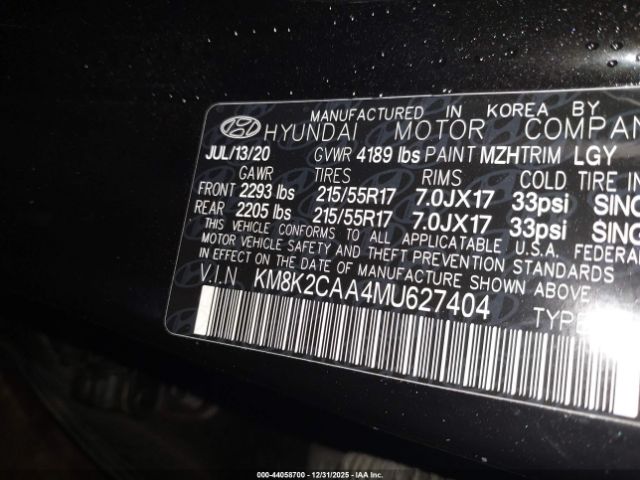 MANUFACTURED IN KOREA BY
HYUNDAI MOTOR COMPAN
JUL/13/20 GVWR 4189 lbs PAINT MZH TRIM LGY
GAWR TIRES RIMS COLD TIRE IN
FRONT 2293 lbs 215/55R17 7.0JX17 33psi SING
REAR 2205 lbs 215/55R17 7.0JX17 33psi SING
THIS VEHICLE CONFORMS TO ALL APPLICATABLE U.S.A. FEDERAL
MOTOR VEHICLE SAFETY AND THEFT PREVENTION STANDARDS
IN EFFECT ON THE DATE OF MANUFACTURE SHOWN ABOVE
V.I.N KM8K2CAA4MU627404 TYPE
000-44058700 - 12/31/2025 - IAA Inc.